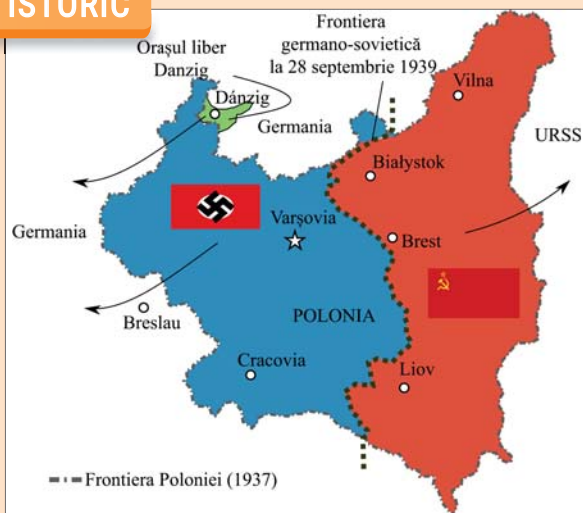 ISTORIC
Orașul liber
Danzig
Frontiera
germano-sovietică
la 28 septembrie 1939
Dánzig
Germania
Vilna
URSS
Białystok
Germania
Varșovia
Brest
Breslau
POLONIA
Cracovia
Liov
Frontiera Poloniei (1937)